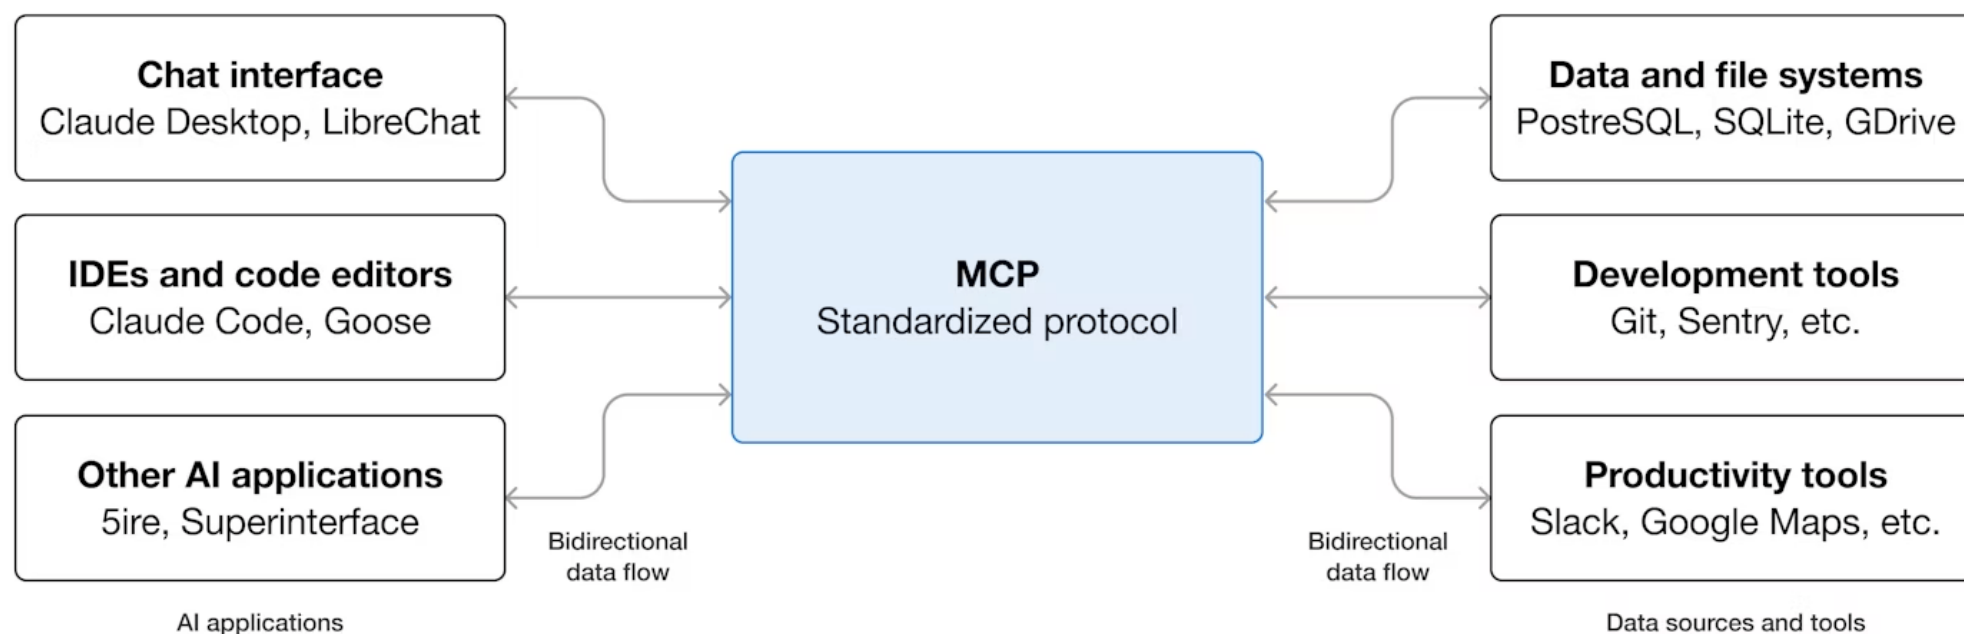 Chat interface
Claude Desktop, LibreChat
IDEs and code editors
Claude Code, Goose
Other AI applications
5ire, Superinterface
AI applications
Bidirectional
data flow
MCP
Standardized protocol
Bidirectional
data flow
Data and file systems
PostreSQL, SQLite, GDrive
Development tools
Git, Sentry, etc.
Productivity tools
Slack, Google Maps, etc.
Data sources and tools